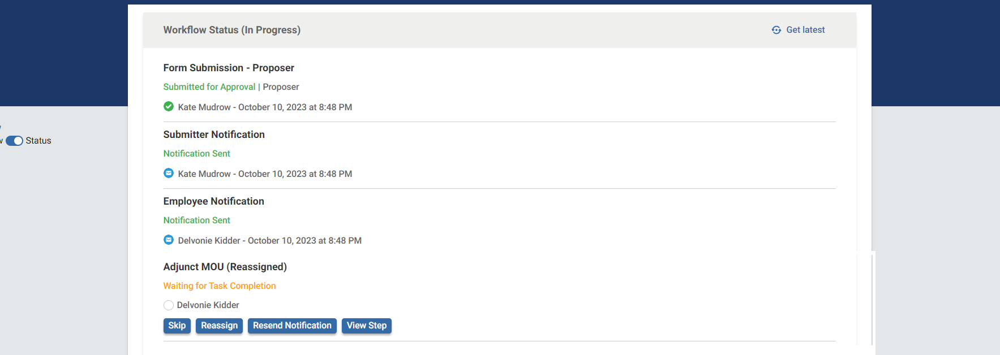 Workflow Status (In Progress)
Get latest
Form Submission - Proposer
Submitted for Approval | Proposer
Kate Mudrow - October 10, 2023 at 8:48 PM
Status
Submitter Notification
Notification Sent
Kate Mudrow - October 10, 2023 at 8:48 PM
Employee Notification
Notification Sent
Delvonie Kidder - October 10, 2023 at 8:48 PM
Adjunct MOU (Reassigned)
Waiting for Task Completion
Delvonie Kidder
Skip Reassign Resend Notification View Step